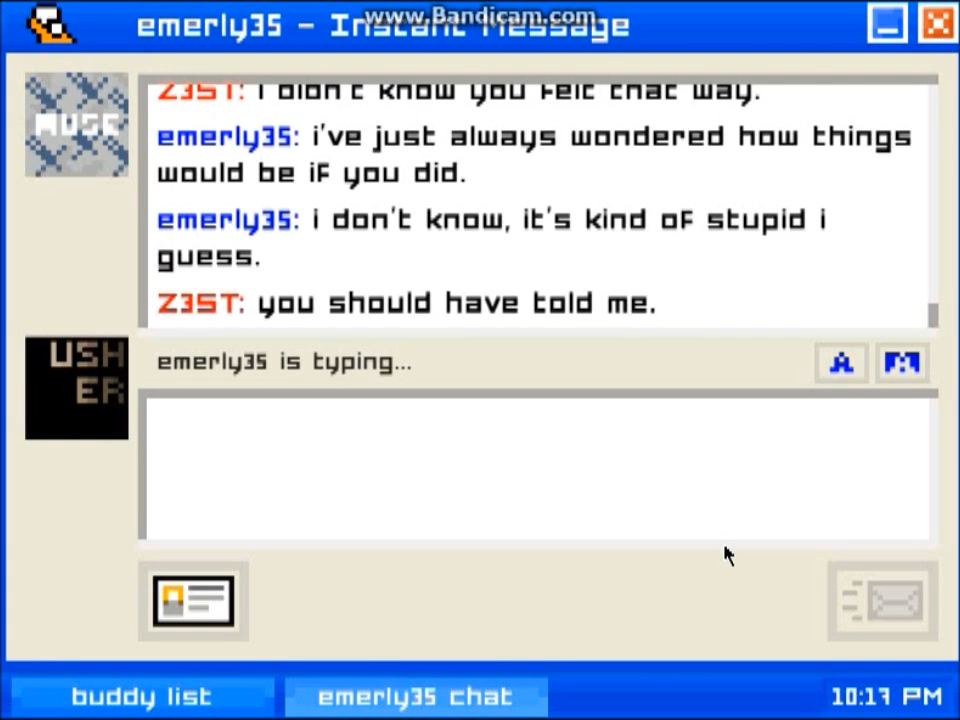 www.Bandicam.com
emerly35 - Instant Message
Z3ST: i didn't know you felt that way.
MUSE
emerly35: i've just always wondered how things
would be if you did.
emerly35: i don't know, it's kind of stupid i
guess.
Z3ST: you should have told me.
USH
ER
emerly35 is typing...
A
buddy list
emerly35 chat
10:17 PM